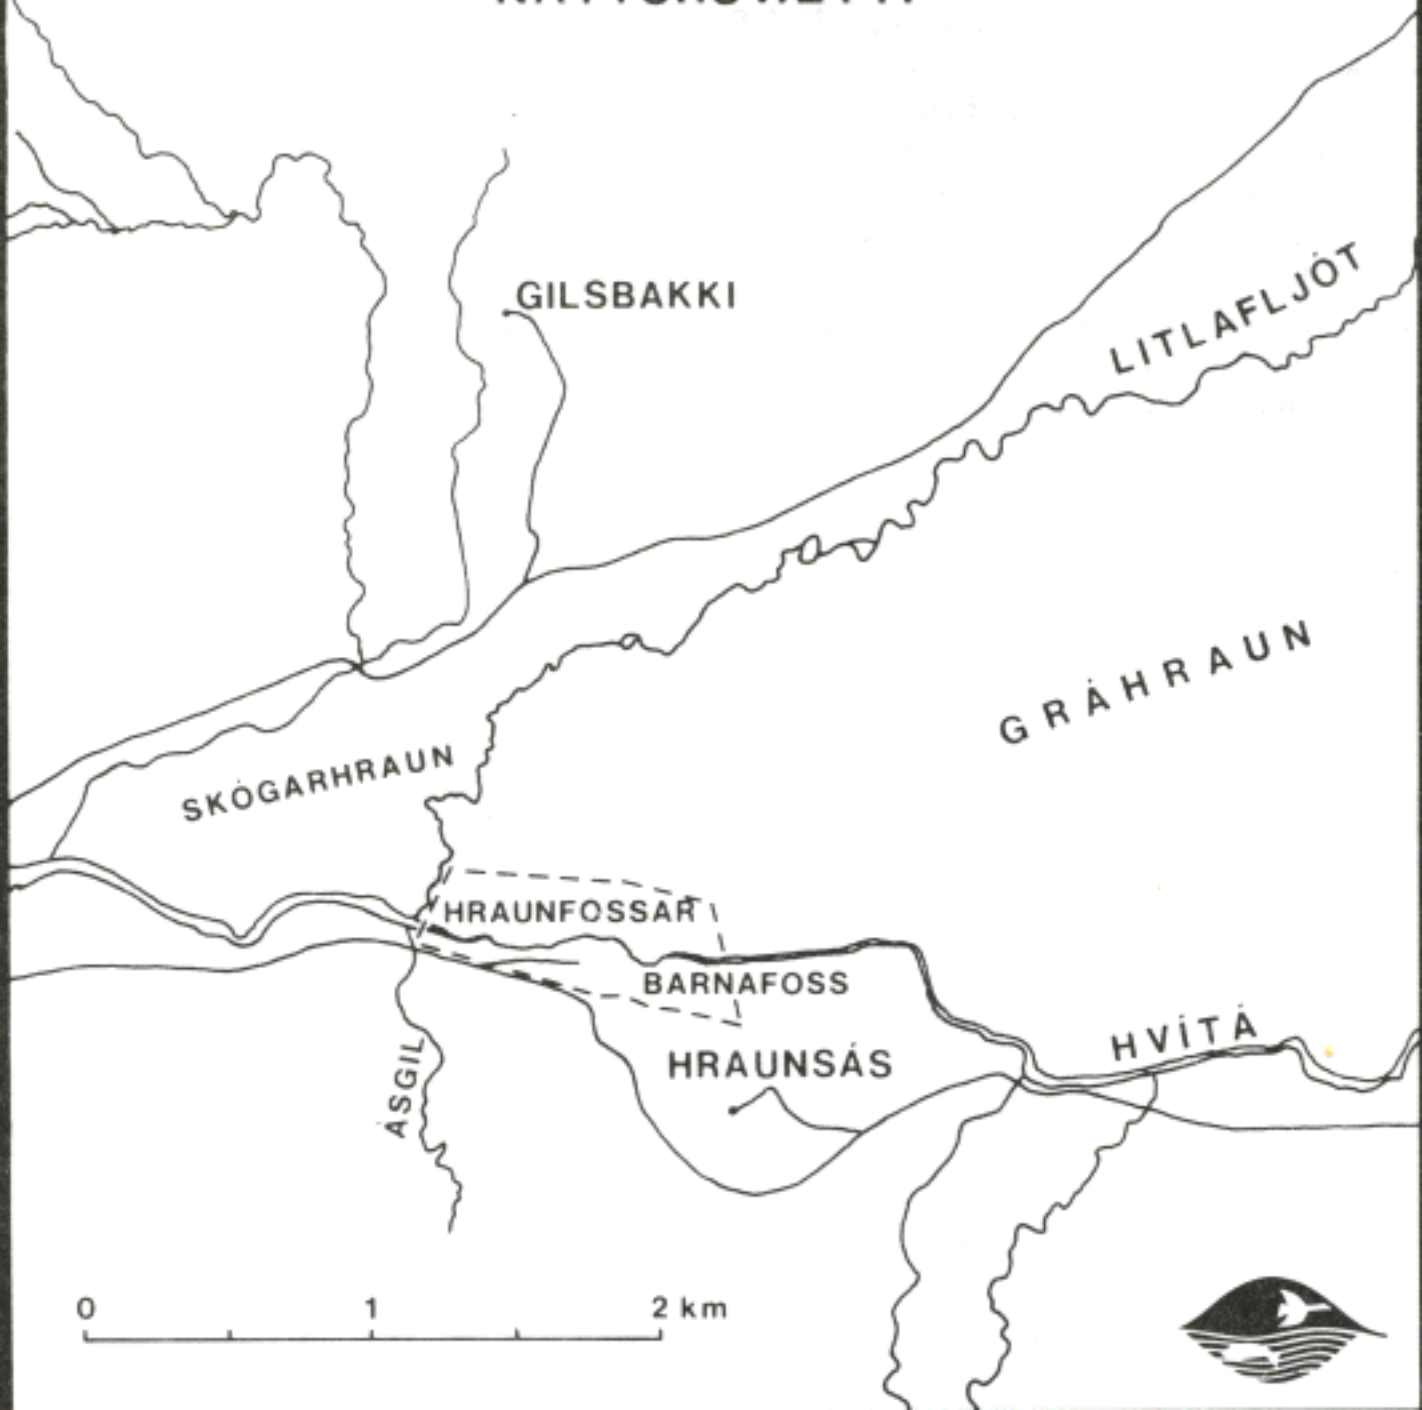 GILSBAKKI
LITLAFLJÓT
GRÁHRAUN
SKÓGARHRAUN
HRAUNFOSSAR
BARNAFOSS
HVÍTÁ
HRAUNSÁS
ÁSGIL
0 1 2 km